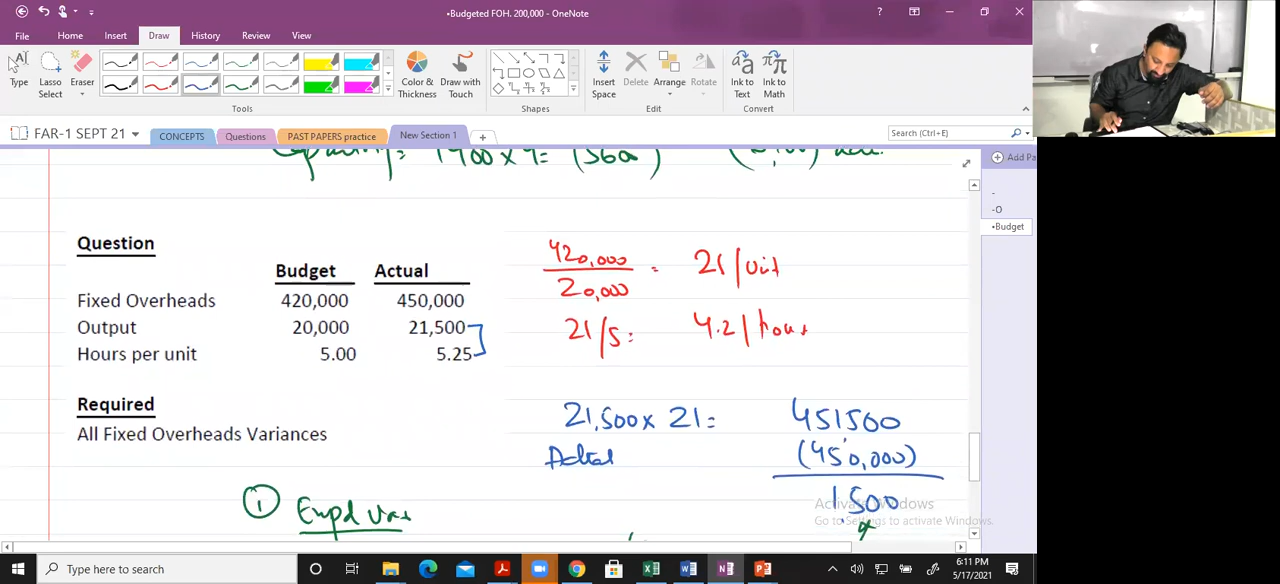 •Budgeted FOH. 200,000 - OneNote
File Home Insert Draw History Review View
Type
Lasso Select
Eraser
Color & Thickness
Draw with Touch
Insert Space
Delete
Arrange
Rotate
Ink to Text
Ink to Math
Tools Shapes Edit Convert
FAR-1 SEPT 21 CONCEPTS Questions PAST PAPERS practice New Section 1 + Search (Ctrl+E)
Add Pa
-O
•Budget
Question
Budget Actual
Fixed Overheads 420,000 450,000
Output 20,000 21,500
Hours per unit 5.00 5.25
Required
All Fixed Overheads Variances
420,000
20,000
= 21/Unit
21/5 = 4.2/hour
21,500 x 21 = 451500
Actual (450,000)
1,500
1 Expd Var
Activate Windows
Go to Settings to activate Windows.
Type here to search
6:11 PM
5/17/2021